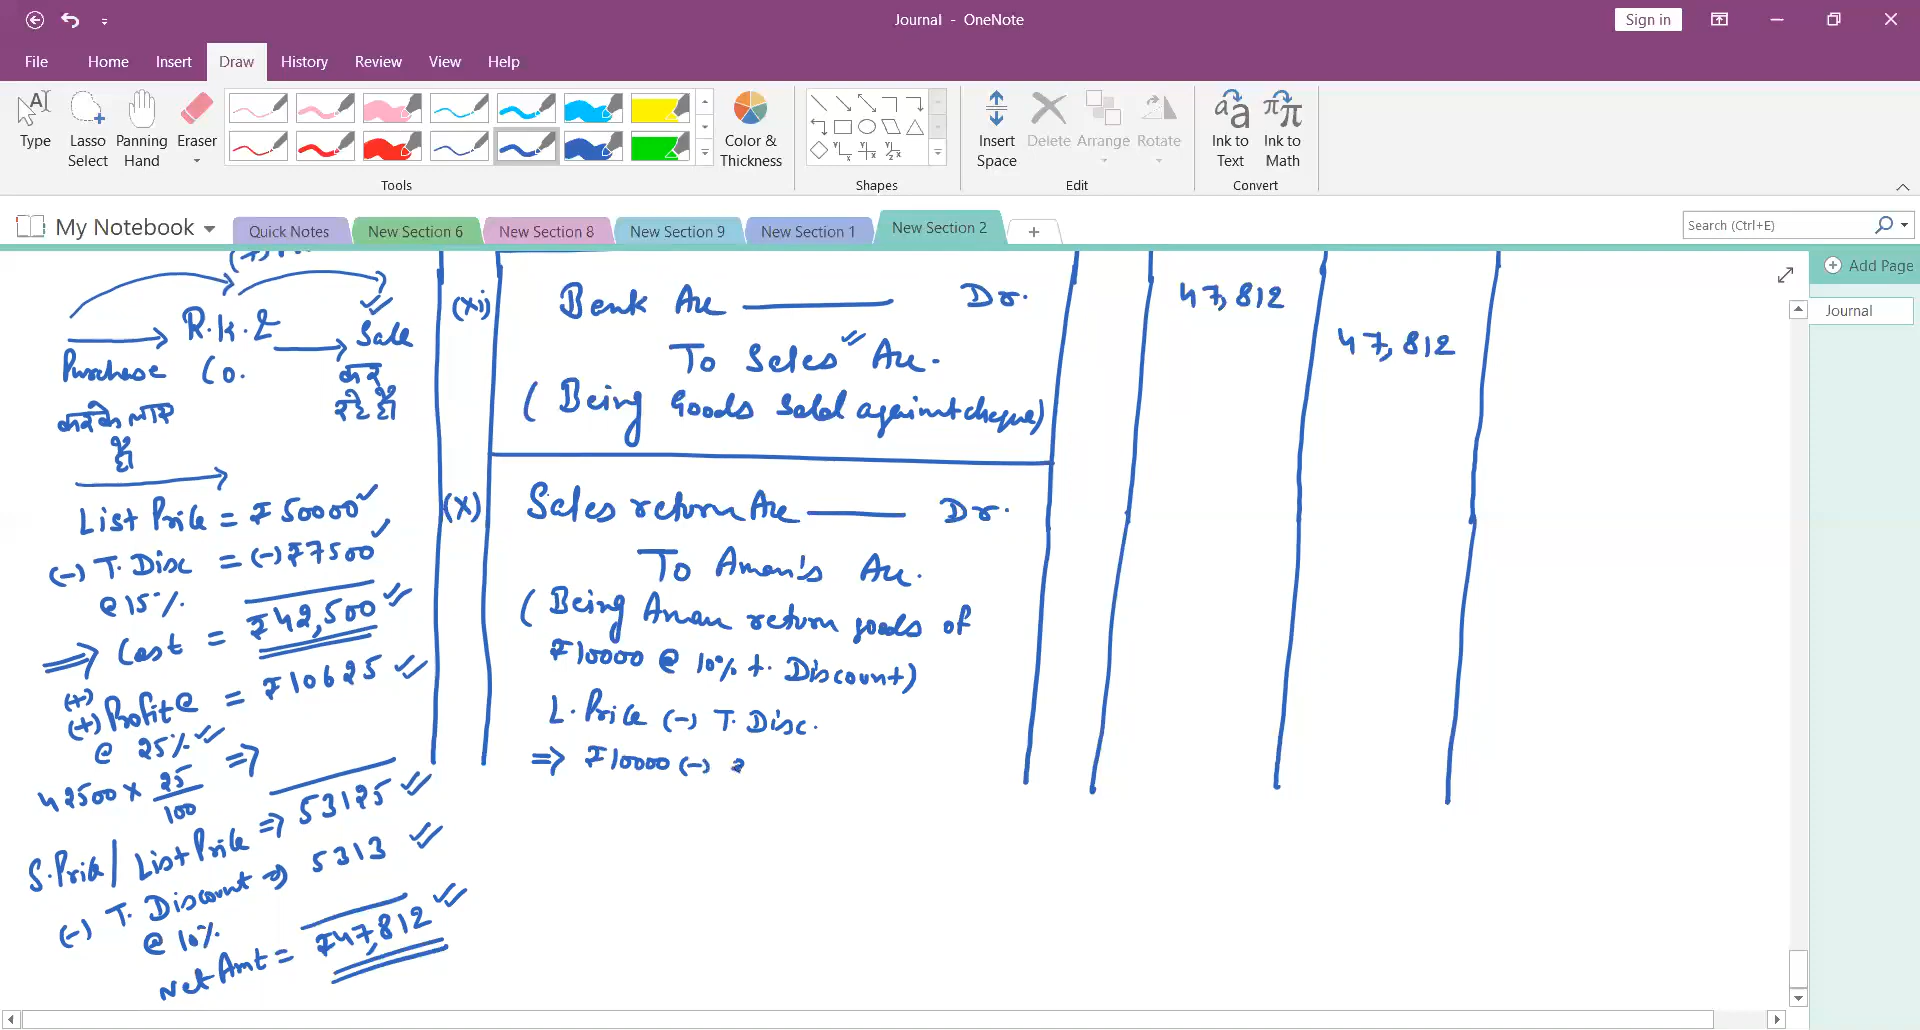 Journal - OneNote
Sign in
File Home Insert Draw History Review View Help
Type
Lasso Select
Panning Hand
Eraser
Color & Thickness
Insert Space
Delete
Arrange
Rotate
Ink to Text
Ink to Math
Tools
Shapes
Edit
Convert
My Notebook
Quick Notes
New Section 6
New Section 8
New Section 9
New Section 1
New Section 2
Search (Ctrl+E)
Add Page
Journal
R.K.
Sale
Purchase Co.
List Price = ₹50000
(-) T. Disc = (-) ₹7500
@ 15%
⇒ Cost = ₹42,500
(+)
(+) Profit @ = ₹10625
@ 25% ⇒
42500 × 25/100
S.Price / List Price ⇒ 53125
(-) T. Discount ⇒ 5313
@ 10%
Net Amt = ₹47,812
(xi) Bank Ac Dr. 47,812
To Sales Ac. 47,812
(Being Goods Sold against cheque)
(X) Sales return Ac Dr.
To Aman's Ac.
(Being Aman return goods of
₹10000 @ 10% t. Discount)
L. Price (-) T. Disc.
⇒ ₹10000 (-)